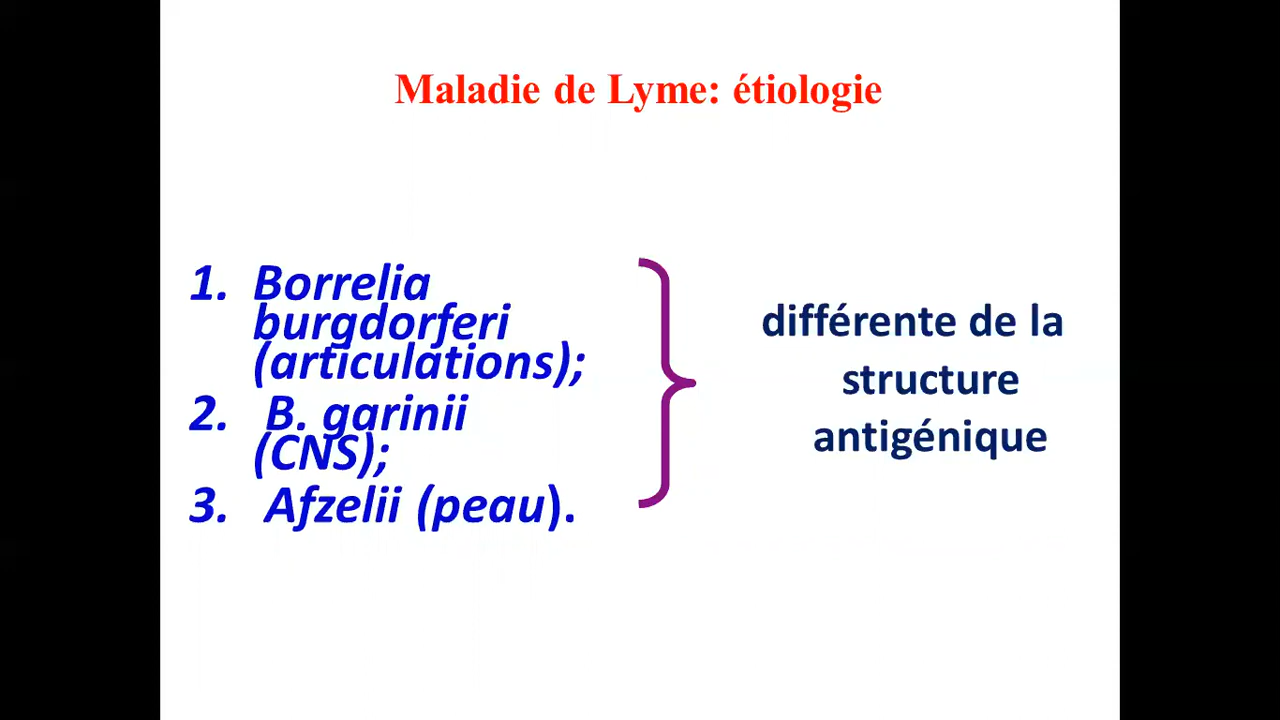 Maladie de Lyme: étiologie
1. Borrelia
burgdorferi
(articulations);
2. B. garinii
(CNS);
3. Afzelii (peau).
différente de la
structure
antigénique